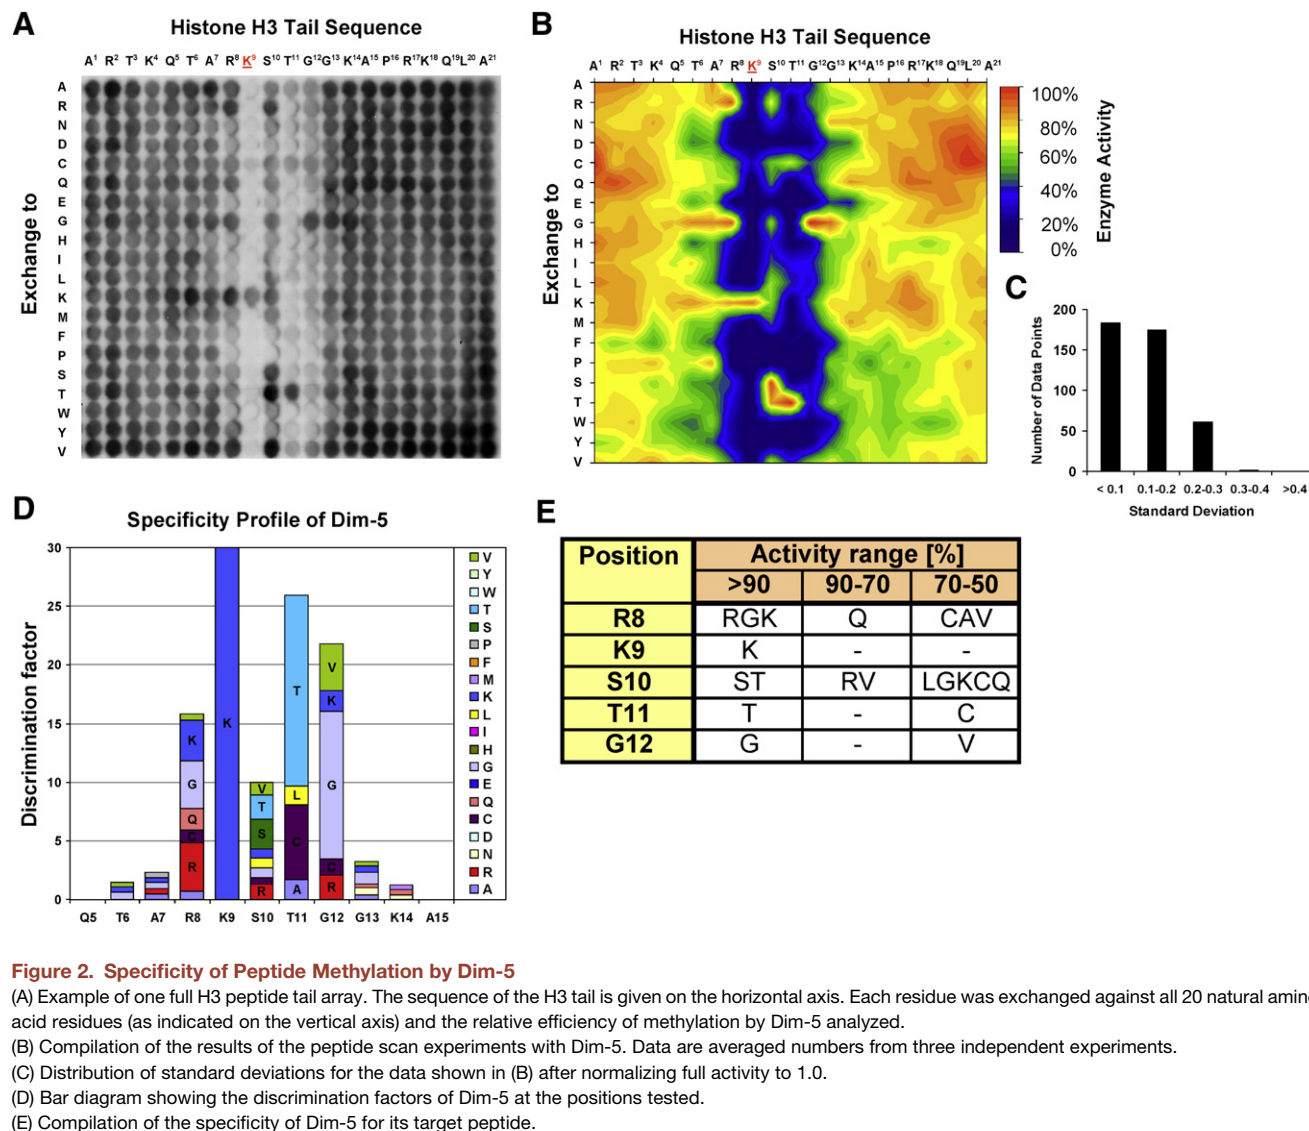 A
Histone H3 Tail Sequence
A¹ R² T³ K⁴ Q⁵ T⁶ A⁷ R⁸ K⁹ S¹⁰ T¹¹ G¹² G¹³ K¹⁴ A¹⁵ P¹⁶ R¹⁷ K¹⁸ Q¹⁹ L²⁰ A²¹
Exchange to
A
R
N
D
C
Q
E
G
H
I
L
K
M
F
P
S
T
W
Y
V
B
Histone H3 Tail Sequence
A¹ R² T³ K⁴ Q⁵ T⁶ A⁷ R⁸ K⁹ S¹⁰ T¹¹ G¹² G¹³ K¹⁴ A¹⁵ P¹⁶ R¹⁷ K¹⁸ Q¹⁹ L²⁰ A²¹
Exchange to
A
R
N
D
C
Q
E
G
H
I
L
K
M
F
P
S
T
W
Y
V
100%
80%
60%
40%
20%
0%
Enzyme Activity
C
Number of Data Points
200
150
100
50
0
< 0.1 0.1-0.2 0.2-0.3 0.3-0.4 >0.4
Standard Deviation
D
Specificity Profile of Dim-5
Discrimination factor
30
25
20
15
10
5
0
K
G
Q
C
R
K
V
T
S
R
T
L
C
A
V
K
G
C
R
Q5 T6 A7 R8 K9 S10 T11 G12 G13 K14 A15
V
Y
W
T
S
P
F
M
K
L
I
H
G
E
Q
C
D
N
R
A
E
Position Activity range [%]
>90 90-70 70-50
R8 RGK Q CAV
K9 K - -
S10 ST RV LGKCQ
T11 T - C
G12 G - V
Figure 2. Specificity of Peptide Methylation by Dim-5
(A) Example of one full H3 peptide tail array. The sequence of the H3 tail is given on the horizontal axis. Each residue was exchanged against all 20 natural amino
acid residues (as indicated on the vertical axis) and the relative efficiency of methylation by Dim-5 analyzed.
(B) Compilation of the results of the peptide scan experiments with Dim-5. Data are averaged numbers from three independent experiments.
(C) Distribution of standard deviations for the data shown in (B) after normalizing full activity to 1.0.
(D) Bar diagram showing the discrimination factors of Dim-5 at the positions tested.
(E) Compilation of the specificity of Dim-5 for its target peptide.